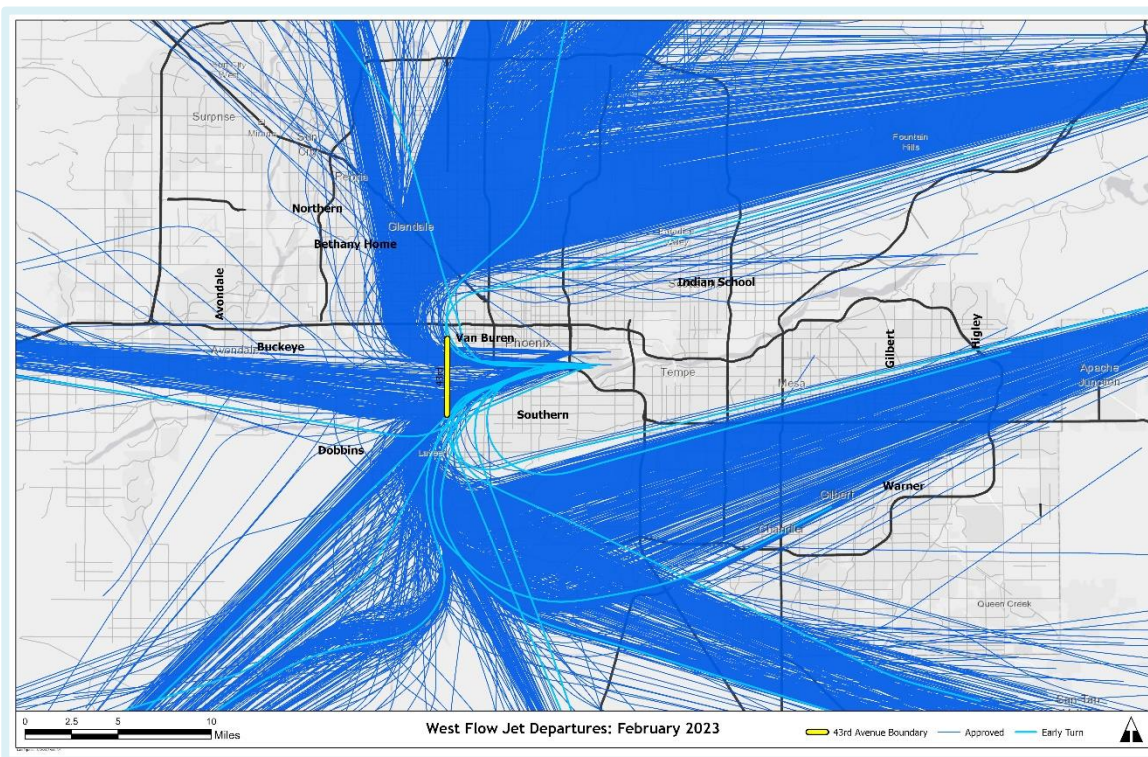 Surprise
Fountain
Hills
Peoria
Northern
Glendale
Bethany Home
Valley
Indian School
Avondale
Gilbert
Higley
Van Buren
Phoenix
Buckeye
Avondale
Tempe
Mesa
Apache
Junction
Southern
Dobbins
Laveen
Warner
Gilbert
Chandler
Queen Creek
San Tan
0 2.5 5 10
Miles
West Flow Jet Departures: February 2023
43rd Avenue Boundary
Approved
Early Turn